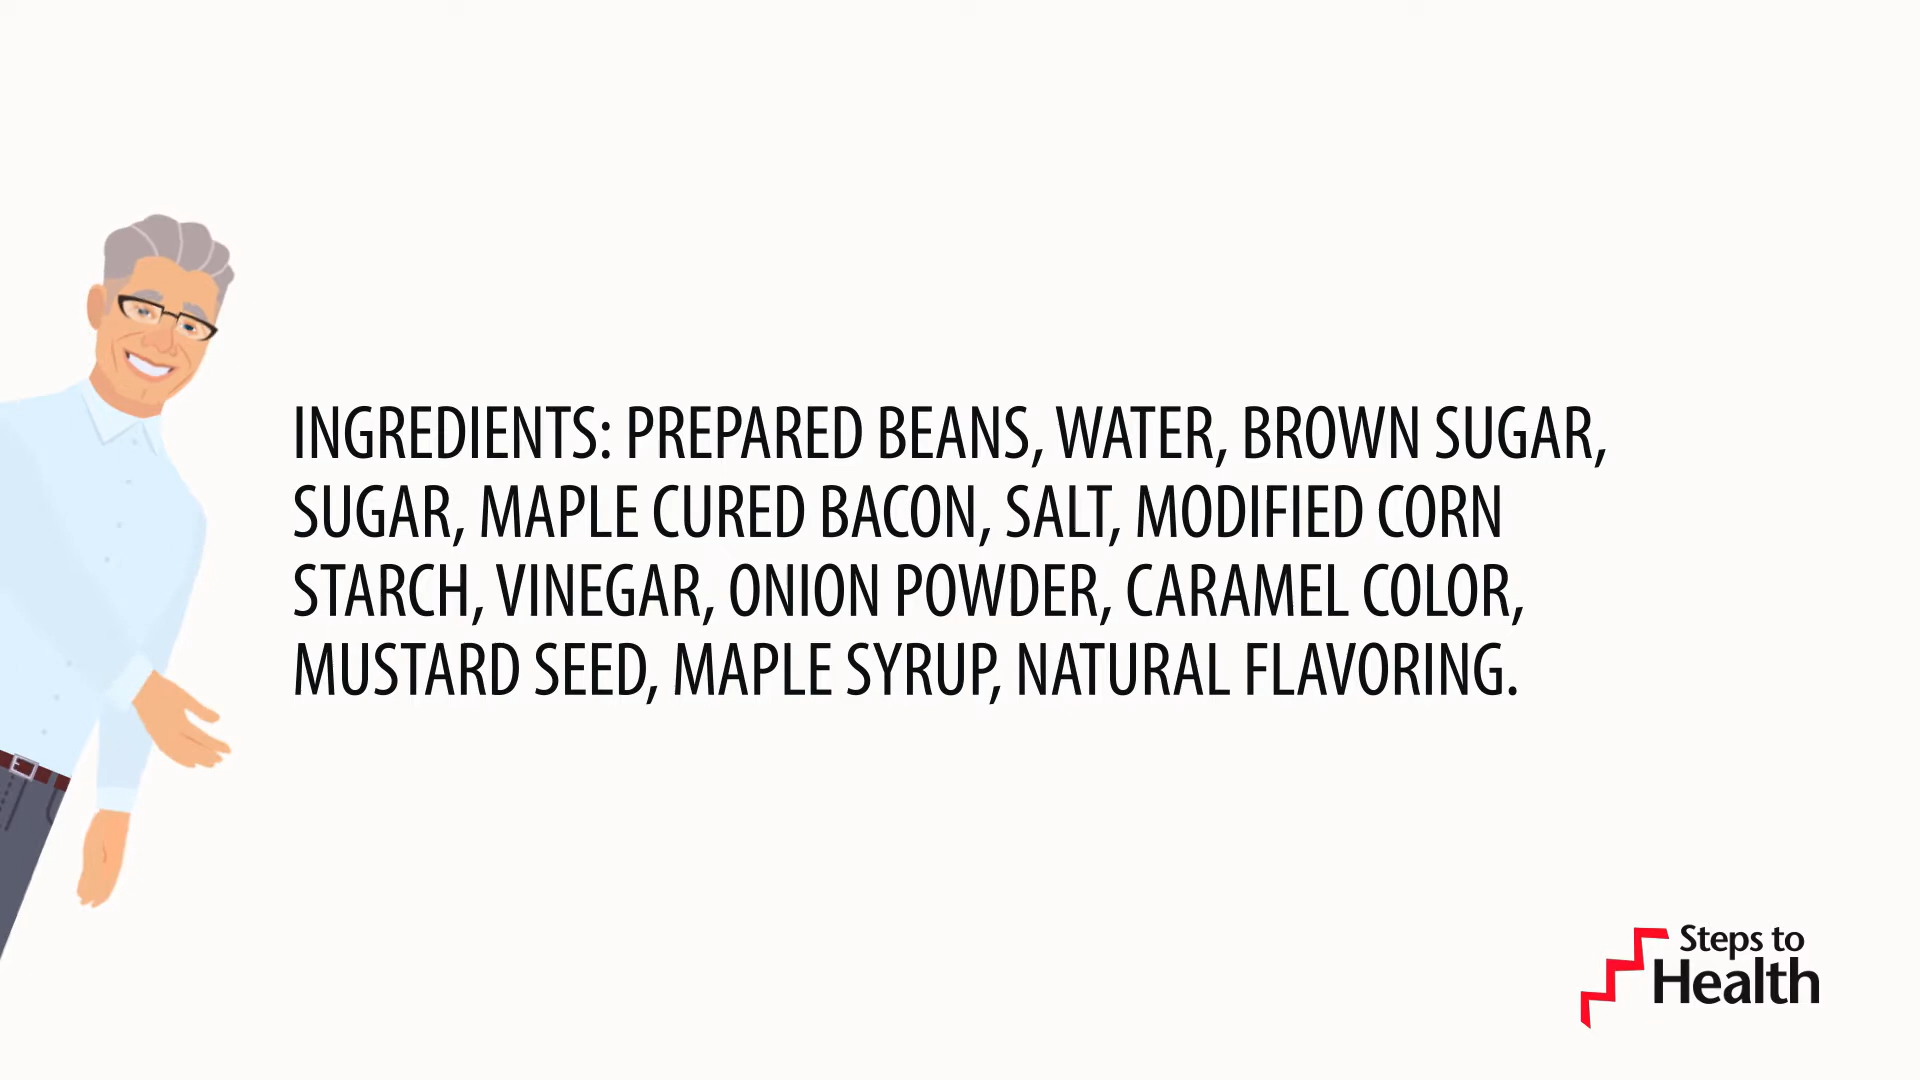 INGREDIENTS: PREPARED BEANS, WATER, BROWN SUGAR,
SUGAR, MAPLE CURED BACON, SALT, MODIFIED CORN
STARCH, VINEGAR, ONION POWDER, CARAMEL COLOR,
MUSTARD SEED, MAPLE SYRUP, NATURAL FLAVORING.
Steps to
Health